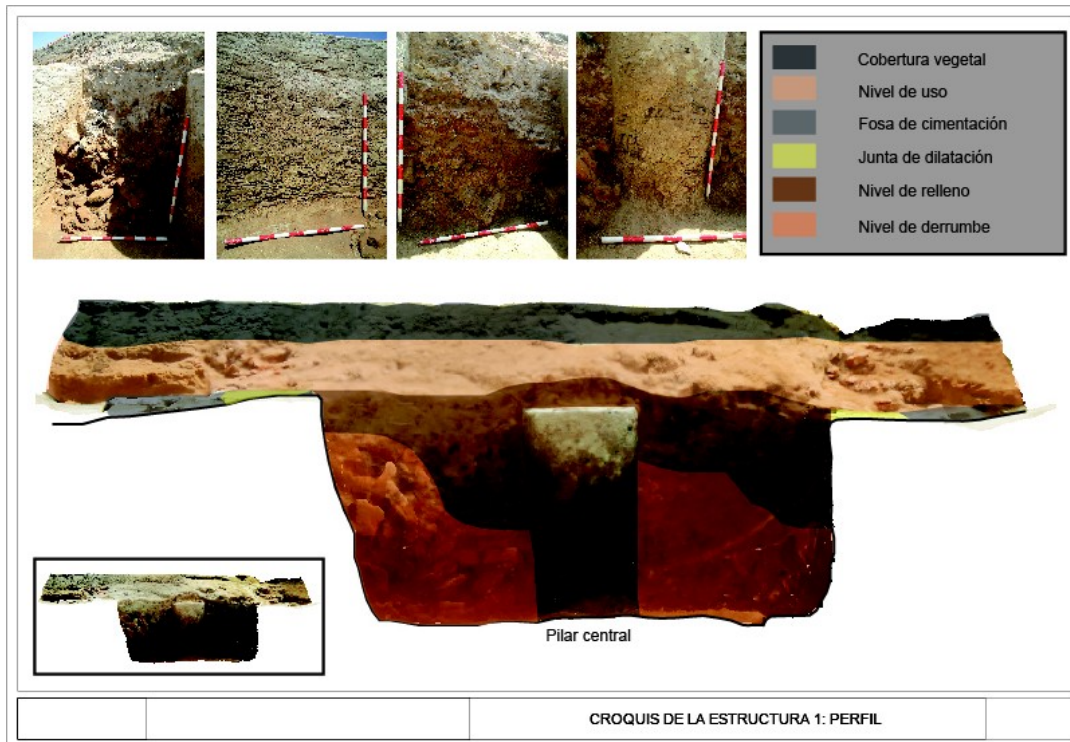 Cobertura vegetal
Nivel de uso
Fosa de cimentación
Junta de dilatación
Nivel de relleno
Nivel de derrumbe
Pilar central
CROQUIS DE LA ESTRUCTURA 1: PERFIL